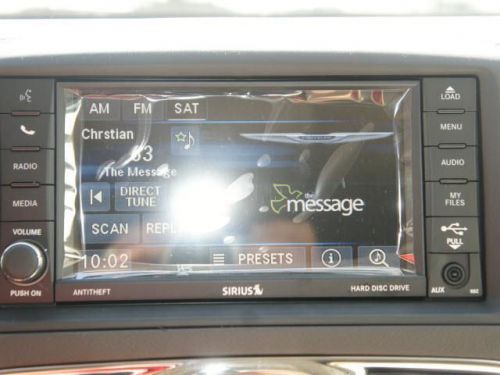 LOAD
MENU
AUDIO
MY
FILES
PULL
AUX
RADIO
MEDIA
VOLUME
PUSH ON
AM FM SAT
Chrstian
63
The Message
DIRECT
TUNE
SCAN
the
message
10:02
PRESETS
ANTITHEFT
SIRIUS
HARD DISC DRIVE